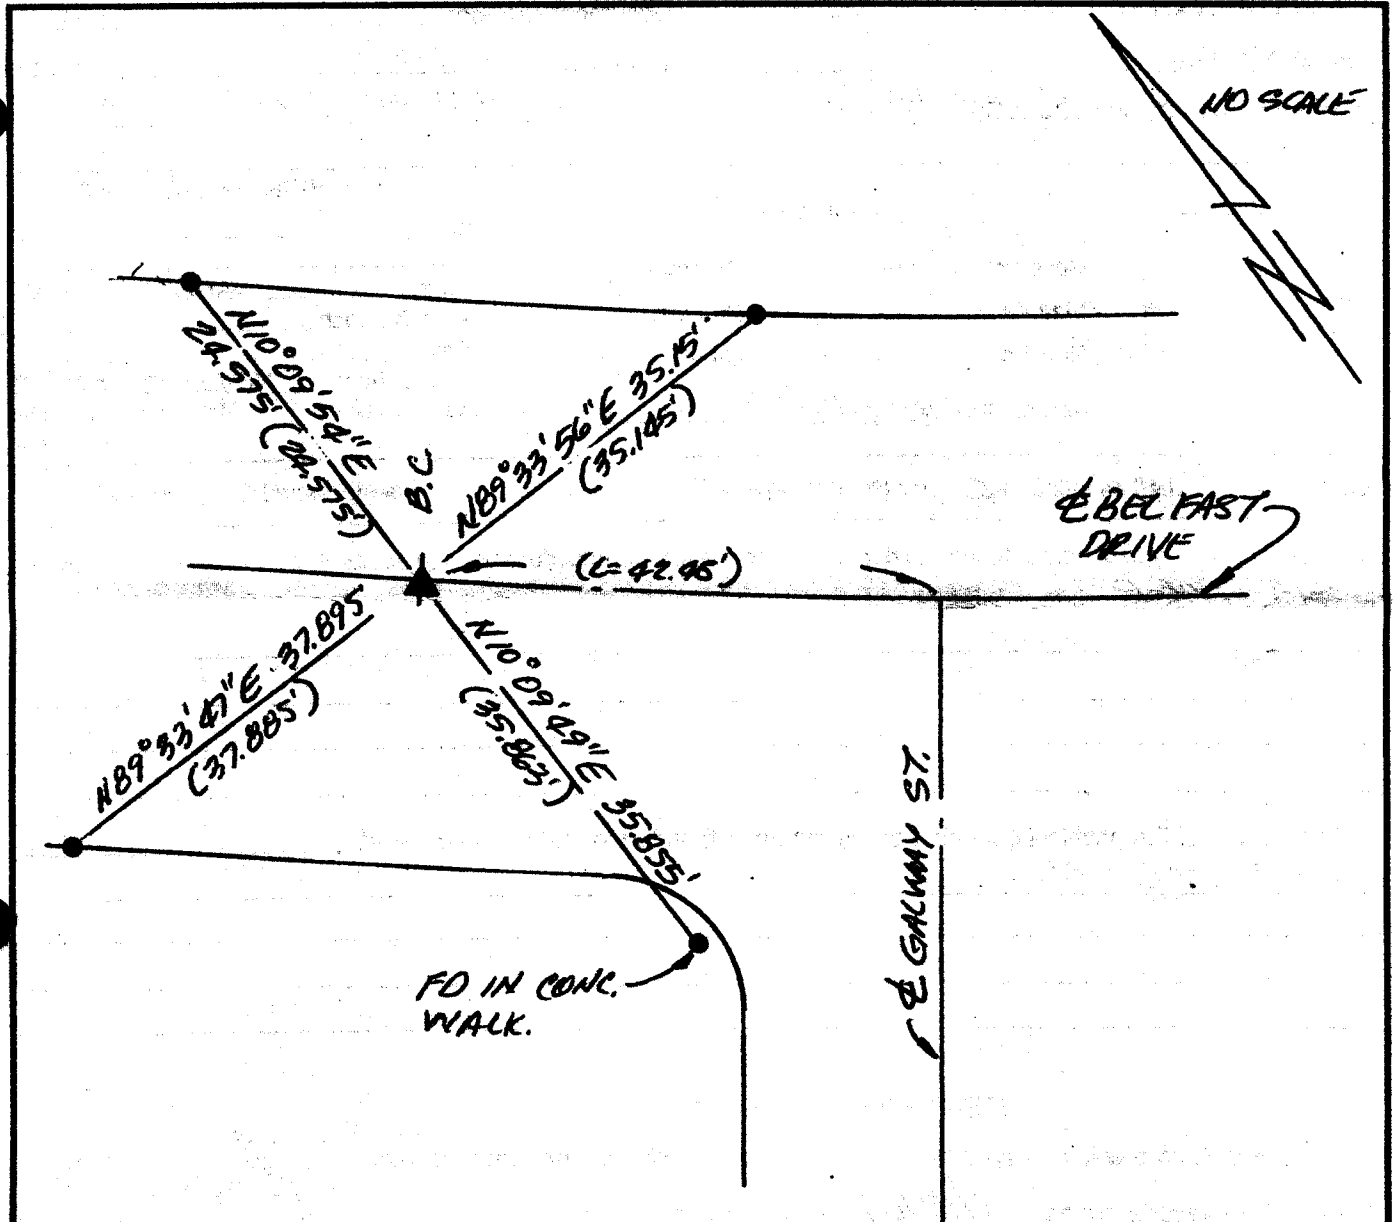 NO SCALE
N10°09'54"E
24.575' (24.575')
B.C
N89°33'56"E 35.15'
(35.145')
℄ BELFAST
DRIVE
(L=42.45')
N89°33'47"E 37.895'
(37.885')
N10°09'49"E 35.855'
(35.863')
℄ GALWAY ST.
FD IN CONC.
WALK.